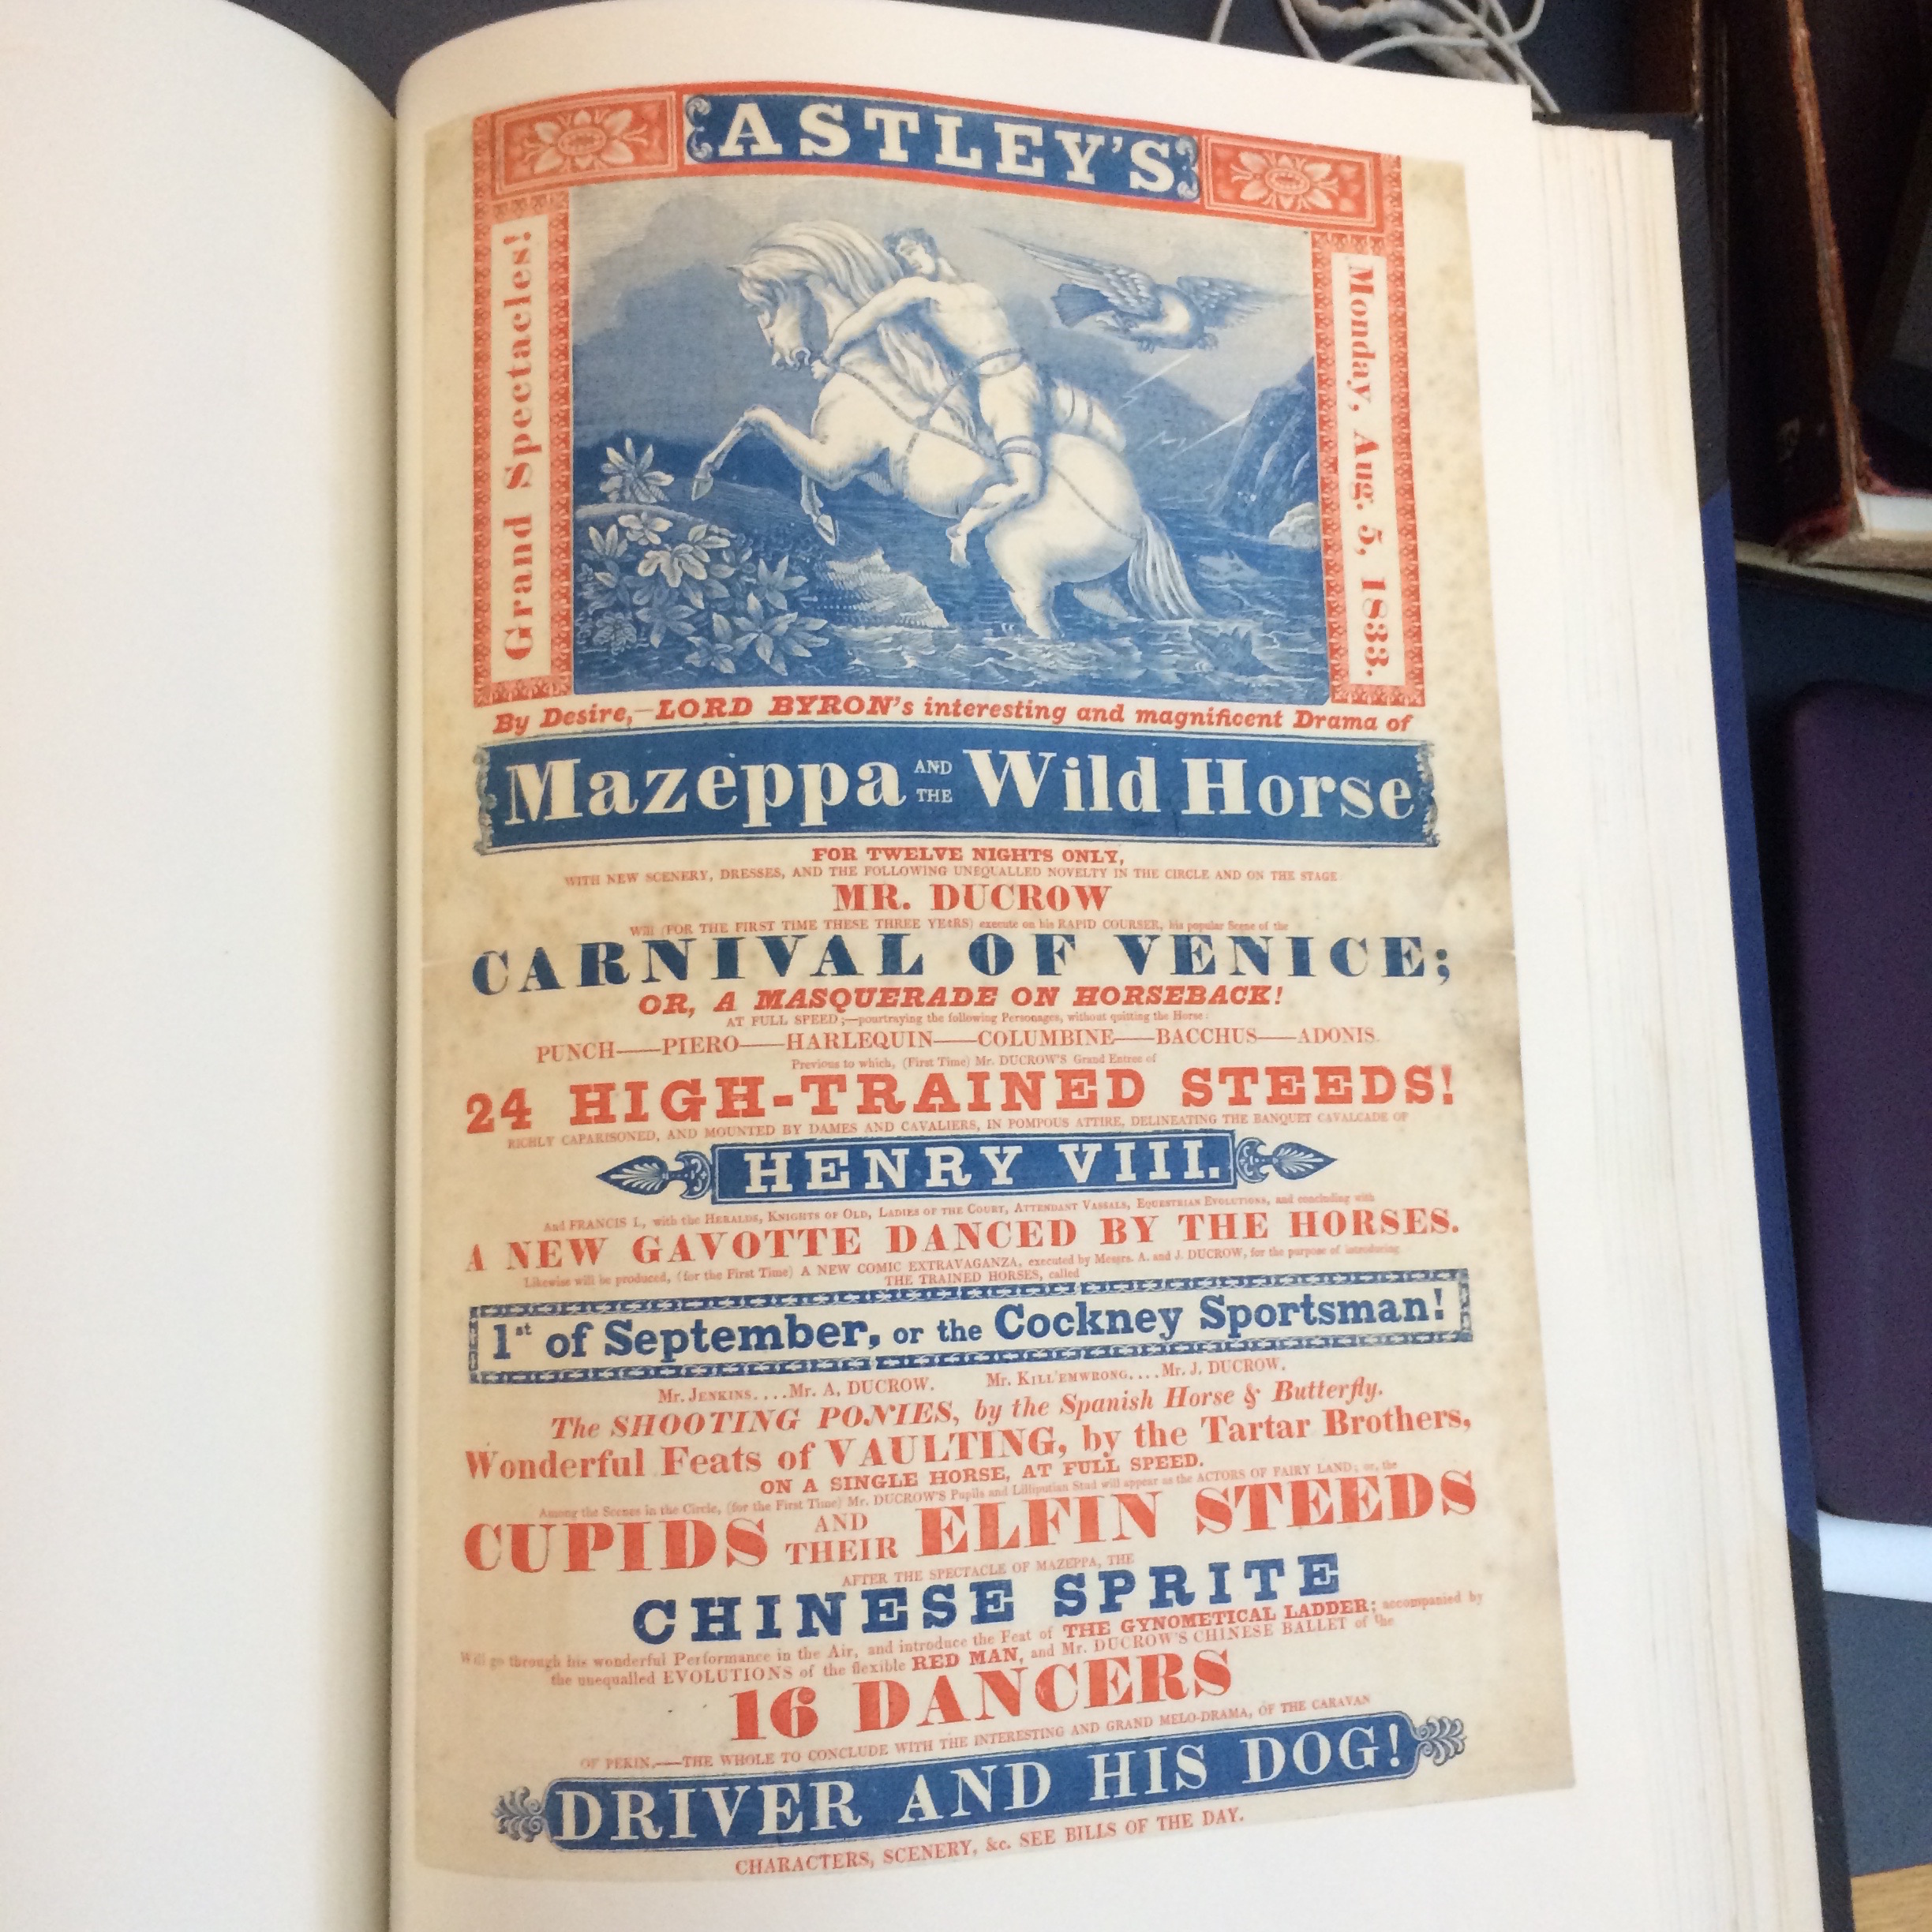 ASTLEY'S
Grand Spectacles!
Monday, Aug. 5, 1833.
By Desire,—LORD BYRON's interesting and magnificent Drama of
Mazeppa AND THE Wild Horse
FOR TWELVE NIGHTS ONLY,
WITH NEW SCENERY, DRESSES, AND THE FOLLOWING UNEQUALLED NOVELTY IN THE CIRCLE AND ON THE STAGE:
MR. DUCROW
Will (FOR THE FIRST TIME THESE THREE YEARS) execute on his RAPID COURSER, his popular Scene of the
CARNIVAL OF VENICE;
OR, A MASQUERADE ON HORSEBACK!
AT FULL SPEED;—pourtraying the following Personages, without quitting the Horse:
PUNCH——PIERO——HARLEQUIN——COLUMBINE——BACCHUS——ADONIS.
Previous to which, (First Time) Mr. DUCROW'S Grand Entree of
24 HIGH-TRAINED STEEDS!
RICHLY CAPARISONED, AND MOUNTED BY DAMES AND CAVALIERS, IN POMPOUS ATTIRE, DELINEATING THE BANQUET CAVALCADE OF
HENRY VIII.
And FRANCIS I., with the HERALDS, KNIGHTS OF OLD, LADIES OF THE COURT, ATTENDANT VASSALS, EQUESTRIAN EVOLUTIONS, and concluding with
A NEW GAVOTTE DANCED BY THE HORSES.
Likewise will be produced, (for the First Time) A NEW COMIC EXTRAVAGANZA, executed by Messrs. A. and J. DUCROW, for the purpose of introducing
THE TRAINED HORSES, called
1st of September, or the Cockney Sportsman!
Mr. JENKINS....Mr. A. DUCROW. Mr. KILL'EMWRONG....Mr. J. DUCROW.
The SHOOTING PONIES, by the Spanish Horse & Butterfly.
Wonderful Feats of VAULTING, by the Tartar Brothers,
ON A SINGLE HORSE, AT FULL SPEED.
Among the Scenes in the Circle, (for the First Time) Mr. DUCROW'S Pupils and Lilliputian Stud will appear as the ACTORS OF FAIRY LAND; or, the
CUPIDS AND THEIR ELFIN STEEDS
AFTER THE SPECTACLE OF MAZEPPA, THE
CHINESE SPRITE
Will go through his wonderful Performance in the Air, and introduce the Feat of THE GYNOMETICAL LADDER; accompanied by
the unequalled EVOLUTIONS of the flexible RED MAN, and Mr. DUCROW'S CHINESE BALLET of the
16 DANCERS
OF PEKIN.——THE WHOLE TO CONCLUDE WITH THE INTERESTING AND GRAND MELO-DRAMA, OF THE CARAVAN
DRIVER AND HIS DOG!
CHARACTERS, SCENERY, &c. SEE BILLS OF THE DAY.